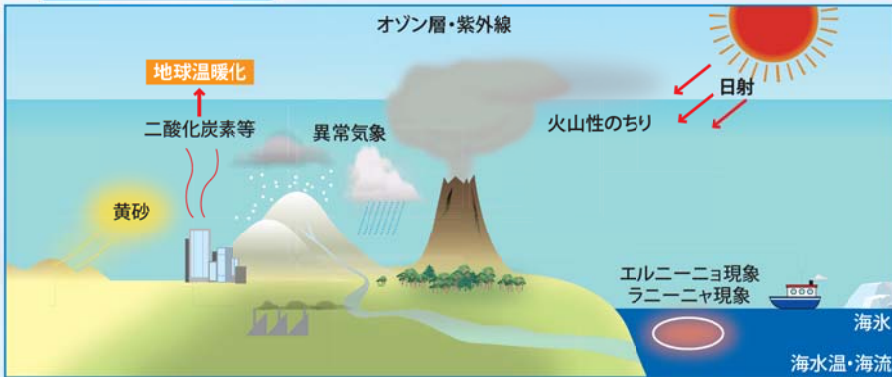 オゾン層・紫外線
地球温暖化
日射
二酸化炭素等
異常気象
火山性のちり
黄砂
エルニーニョ現象
ラニーニャ現象
海氷
海水温・海流